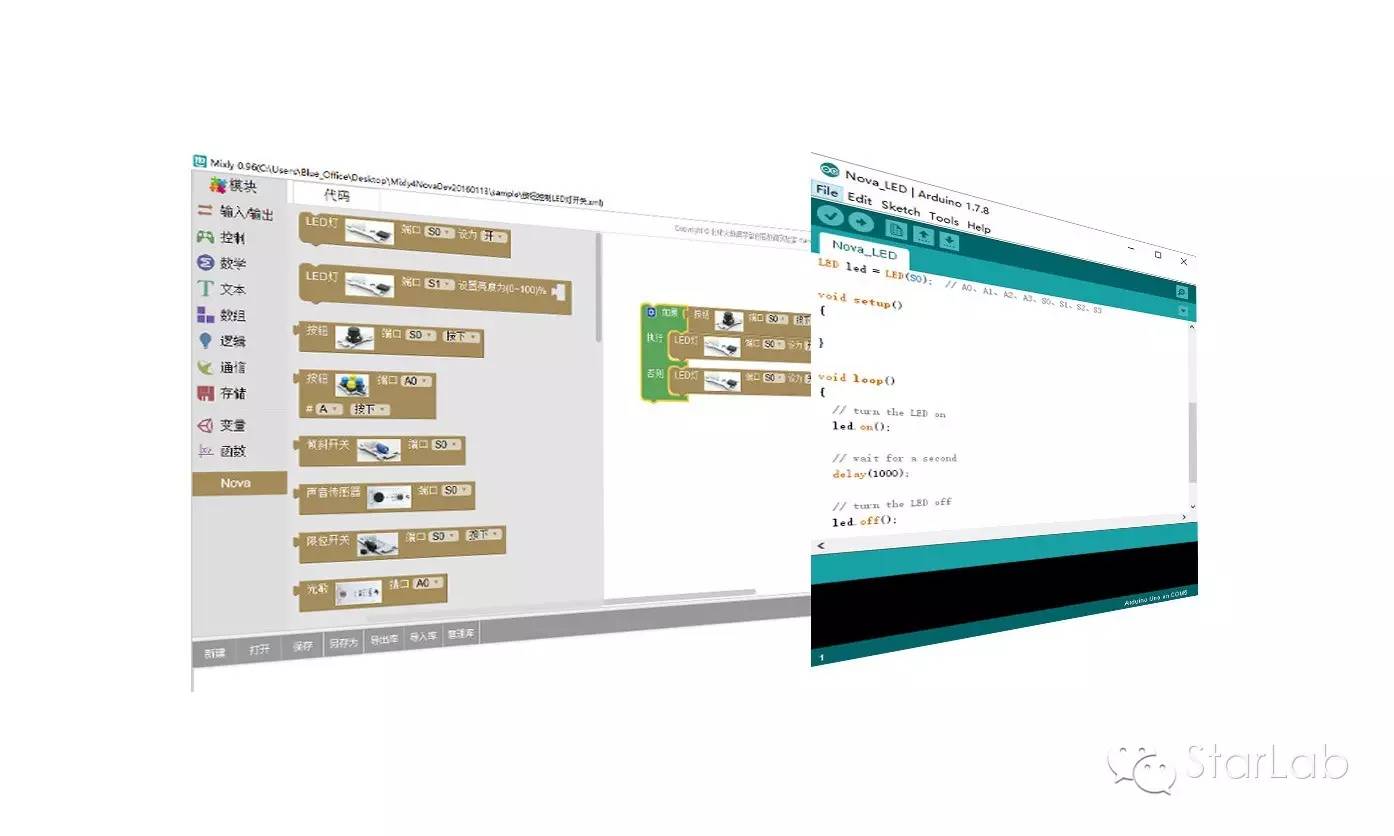 Mixly 0.96(C:\Users\Blue_Office\Desktop\Mixly4NovaDev20160113\sample\按钮控制LED灯开关.xml)
模块
代码
输入/输出
控制
数学
文本
数组
逻辑
通信
存储
变量
函数
Nova
LED灯 端口 S0 设为 开
LED灯 端口 S1 设置亮度为(0~100)%
按钮 端口 S0 按下
按钮 端口 A0
# A 按下
倾斜开关 端口 S0
声音传感器 端口 S0
限位开关 端口 S0 按下
光敏 端口 A0
如果 按钮 端口 S0 按下
执行 LED灯 端口 S0 设为
否则 LED灯 端口 S0 设为
新建 打开 保存 另存为 导出库 导入库 管理库
Nova_LED | Arduino 1.7.8
File Edit Sketch Tools Help
Nova_LED
LED led = LED(S0); // A0、A1、A2、A3、S0、S1、S2、S3
void setup()
{
}
void loop()
{
// turn the LED on
led.on();
// wait for a second
delay(1000);
// turn the LED off
led.off();
Arduino Uno on COM5
1
StarLab